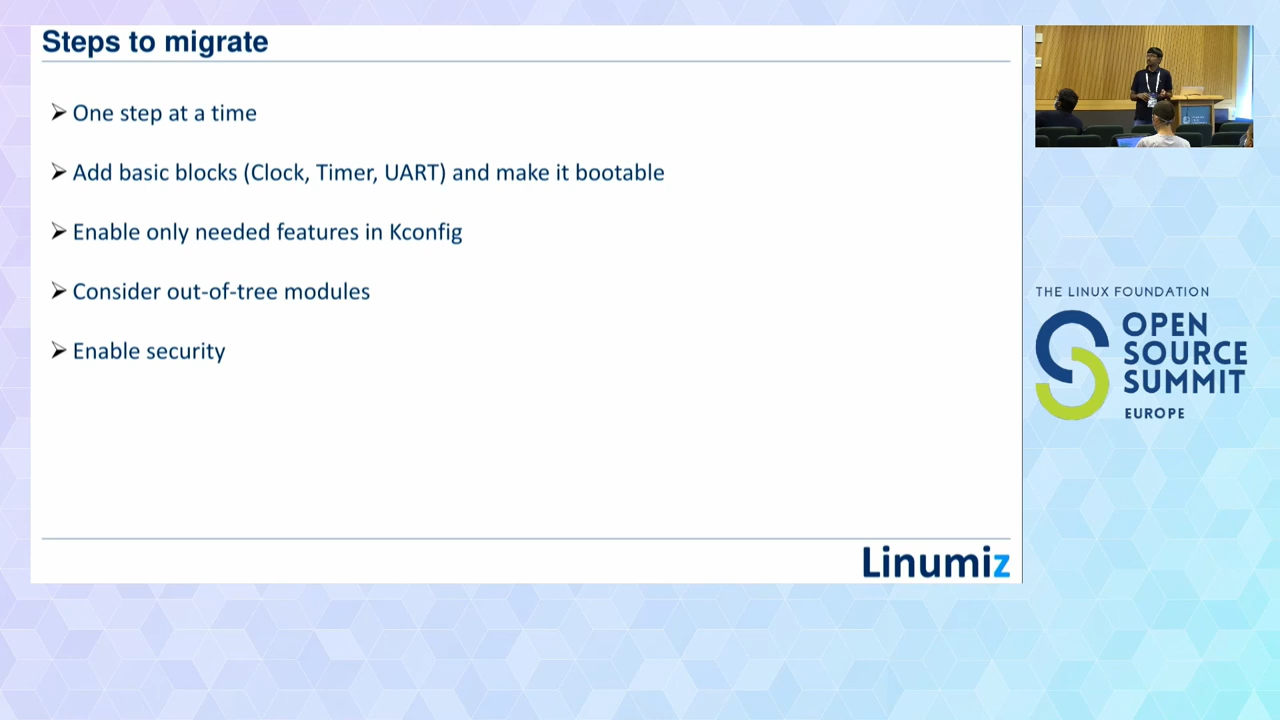 Steps to migrate
One step at a time
Add basic blocks (Clock, Timer, UART) and make it bootable
Enable only needed features in Kconfig
Consider out-of-tree modules
Enable security
Linumiz
THE LINUX FOUNDATION
OPEN
SOURCE
SUMMIT
EUROPE